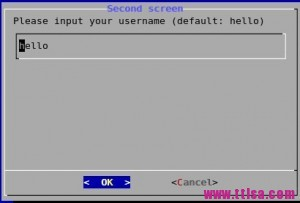 Second screen
Please input your username (default: hello)
hello
< OK > <Cancel>
www.ttlsa.com